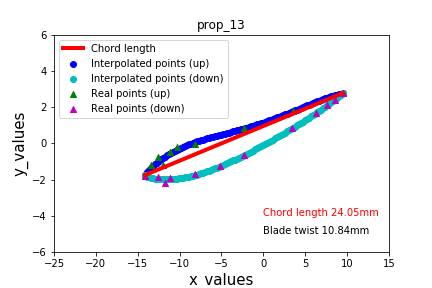 prop_13
Chord length
Interpolated points (up)
Interpolated points (down)
Real points (up)
Real points (down)
6
4
2
0
−2
−4
−6
y_values
Chord length 24.05mm
Blade twist 10.84mm
−25
−20
−15
−10
−5
0
5
10
15
x_values